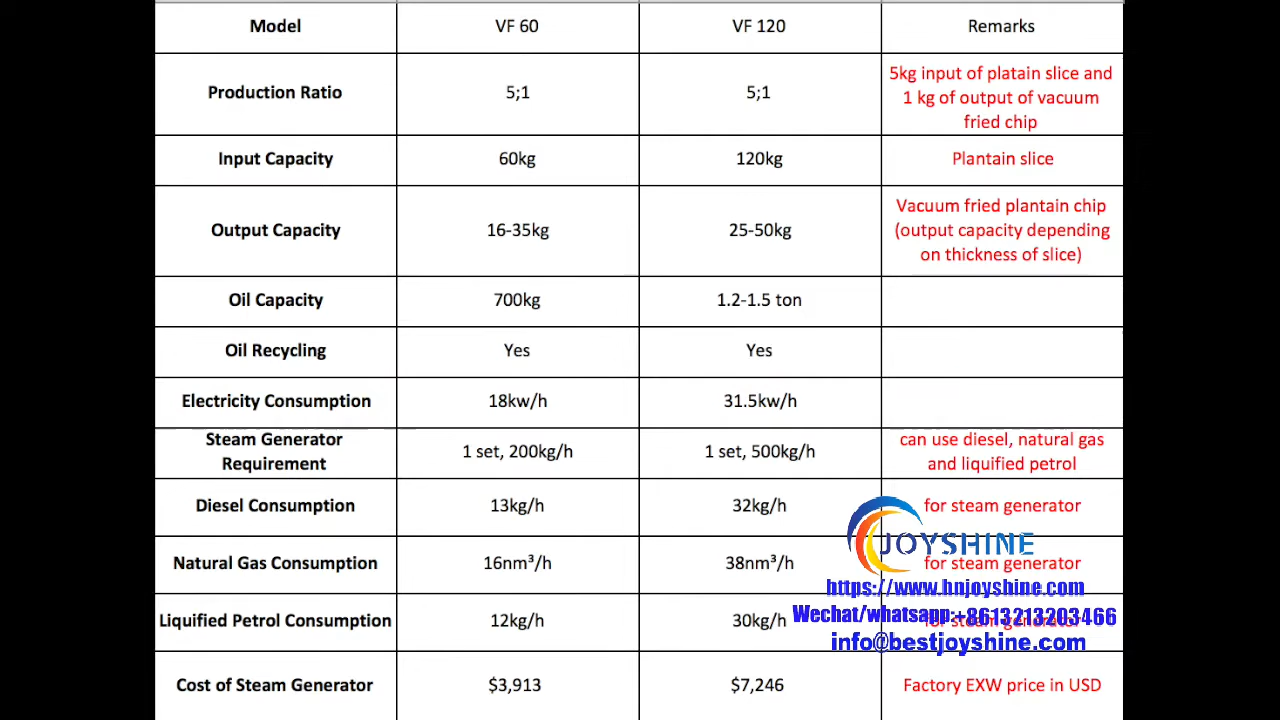 Model VF 60 VF 120 Remarks
Production Ratio 5;1 5;1 5kg input of platain slice and
1 kg of output of vacuum
fried chip
Input Capacity 60kg 120kg Plantain slice
Output Capacity 16-35kg 25-50kg Vacuum fried plantain chip
(output capacity depending
on thickness of slice)
Oil Capacity 700kg 1.2-1.5 ton
Oil Recycling Yes Yes
Electricity Consumption 18kw/h 31.5kw/h
Steam Generator
Requirement 1 set, 200kg/h 1 set, 500kg/h can use diesel, natural gas
and liquified petrol
Diesel Consumption 13kg/h 32kg/h for steam generator
JOYSHINE
Natural Gas Consumption 16nm³/h 38nm³/h for steam generator
https://www.hnjoyshine.com
Liquified Petrol Consumption 12kg/h 30kg/h for steam generator
Wechat/whatsapp:+8613213203466
info@bestjoyshine.com
Cost of Steam Generator $3,913 $7,246 Factory EXW price in USD